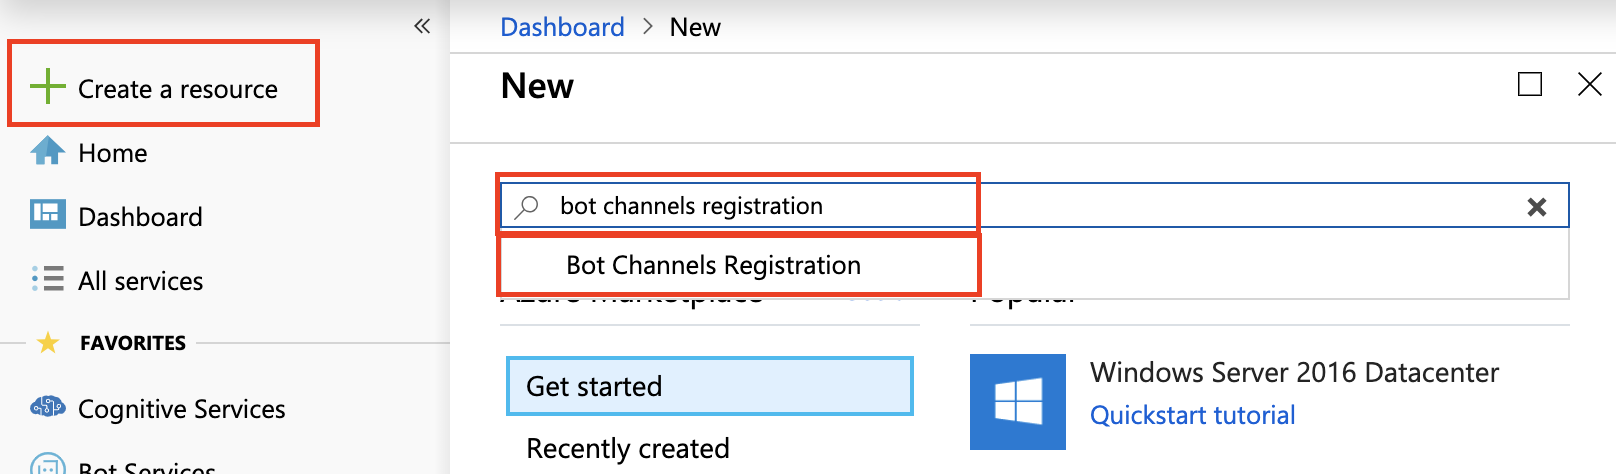 «
Create a resource
Home
Dashboard
All services
FAVORITES
Cognitive Services
Bot Services
Dashboard > New
New
bot channels registration
Bot Channels Registration
Azure Marketplace
Popular
Get started
Recently created
Windows Server 2016 Datacenter
Quickstart tutorial